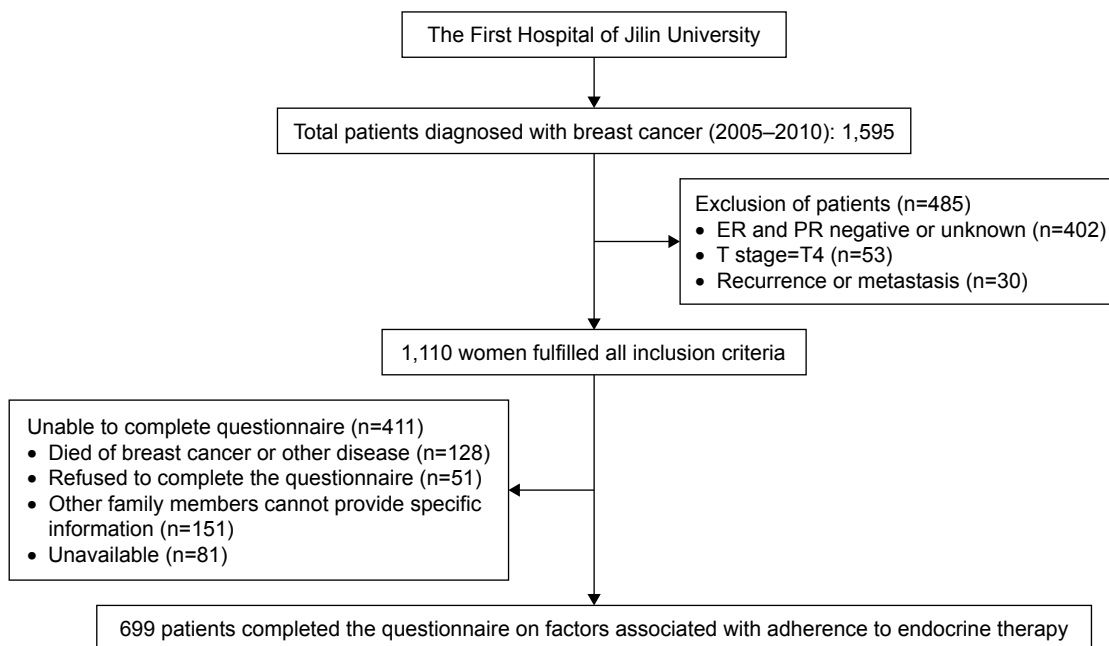 The First Hospital of Jilin University
Total patients diagnosed with breast cancer (2005–2010): 1,595
Exclusion of patients (n=485)
• ER and PR negative or unknown (n=402)
• T stage=T4 (n=53)
• Recurrence or metastasis (n=30)
1,110 women fulfilled all inclusion criteria
Unable to complete questionnaire (n=411)
• Died of breast cancer or other disease (n=128)
• Refused to complete the questionnaire (n=51)
• Other family members cannot provide specific
information (n=151)
• Unavailable (n=81)
699 patients completed the questionnaire on factors associated with adherence to endocrine therapy